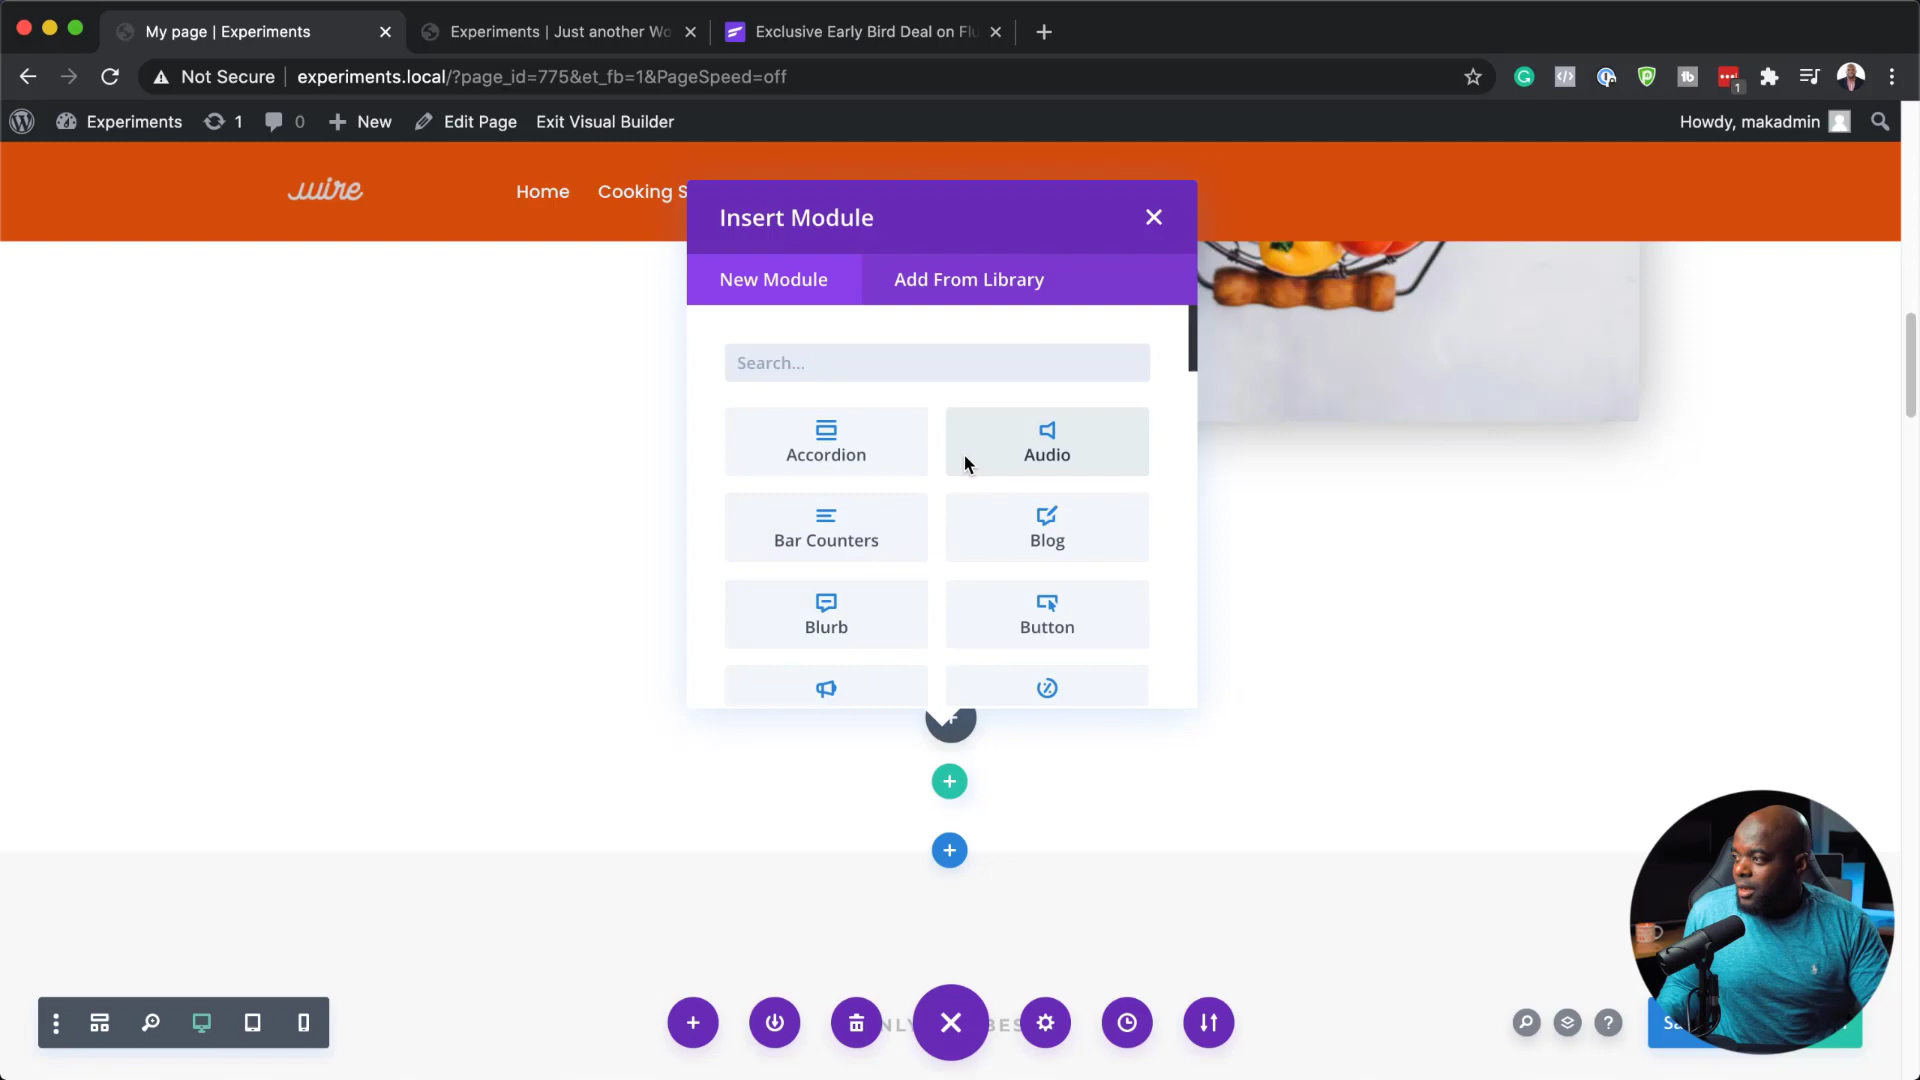 My page | Experiments
Experiments | Just another Wo
Exclusive Early Bird Deal on Flu
Not Secure
experiments.local/?page_id=775&et_fb=1&PageSpeed=off
1
Experiments
1
0
New
Edit Page
Exit Visual Builder
Howdy, makadmin
wire
Home
Cooking S
Insert Module
New Module
Add From Library
Search...
Accordion
Audio
Bar Counters
Blog
Blurb
Button